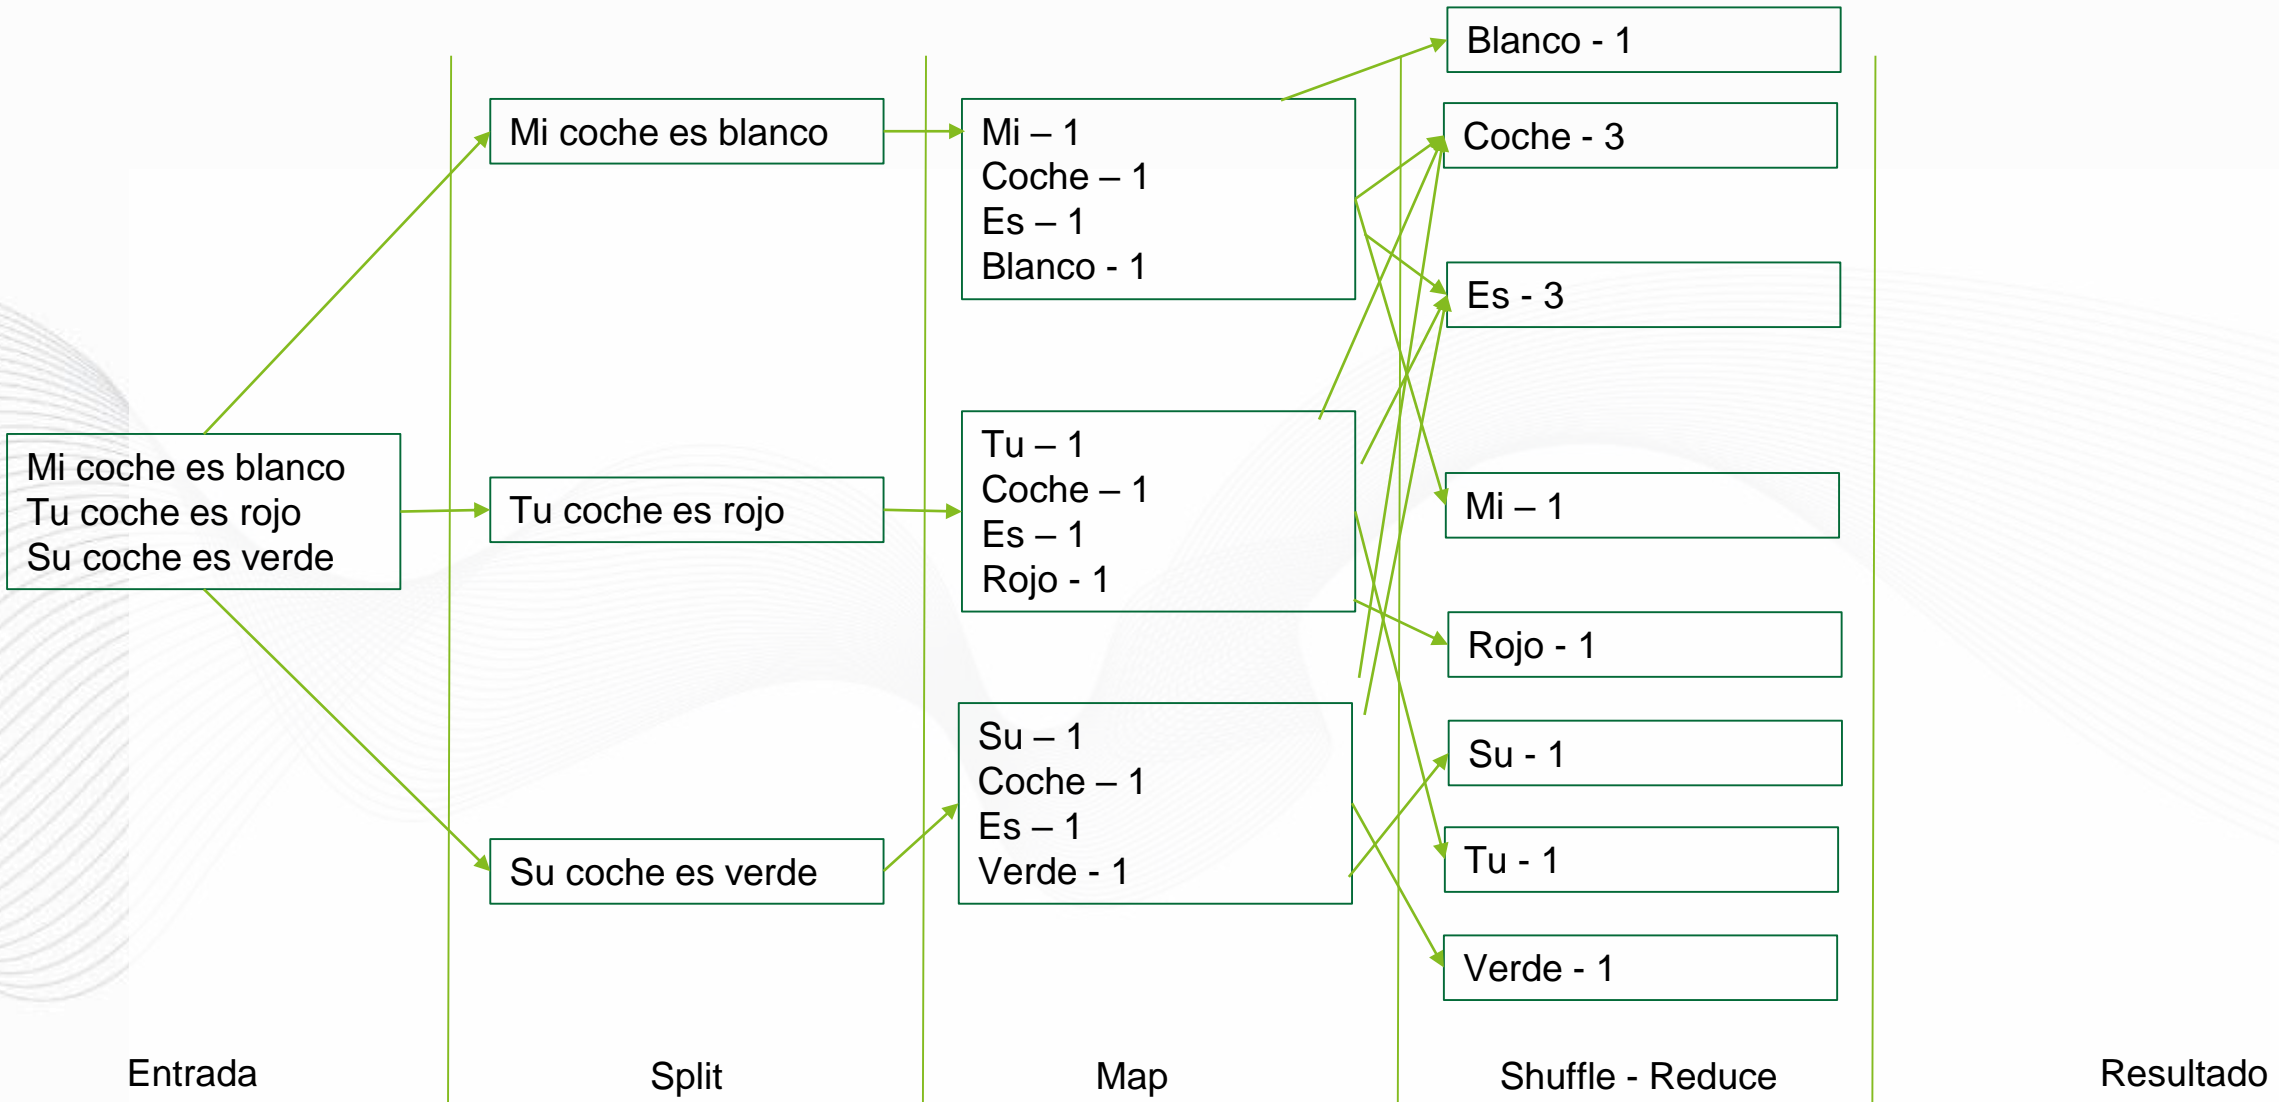 Mi coche es blanco
Tu coche es rojo
Su coche es verde
Entrada
Mi coche es blanco
Tu coche es rojo
Su coche es verde
Split
Mi – 1
Coche – 1
Es – 1
Blanco - 1
Tu – 1
Coche – 1
Es – 1
Rojo - 1
Su – 1
Coche – 1
Es – 1
Verde - 1
Map
Blanco - 1
Coche - 3
Es - 3
Mi – 1
Rojo - 1
Su - 1
Tu - 1
Verde - 1
Shuffle - Reduce
Resultado